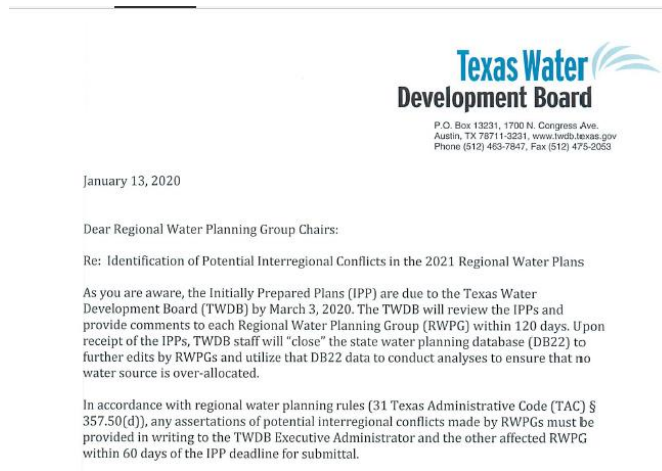 Texas Water
Development Board
P.O. Box 13231, 1700 N. Congress Ave.
Austin, TX 78711-3231, www.twdb.texas.gov
Phone (512) 463-7847, Fax (512) 475-2053
January 13, 2020
Dear Regional Water Planning Group Chairs:
Re: Identification of Potential Interregional Conflicts in the 2021 Regional Water Plans
As you are aware, the Initially Prepared Plans (IPP) are due to the Texas Water
Development Board (TWDB) by March 3, 2020. The TWDB will review the IPPs and
provide comments to each Regional Water Planning Group (RWPG) within 120 days. Upon
receipt of the IPPs, TWDB staff will "close" the state water planning database (DB22) to
further edits by RWPGs and utilize that DB22 data to conduct analyses to ensure that no
water source is over-allocated.
In accordance with regional water planning rules (31 Texas Administrative Code (TAC) §
357.50(d)), any assertions of potential interregional conflicts made by RWPGs must be
provided in writing to the TWDB Executive Administrator and the other affected RWPG
within 60 days of the IPP deadline for submittal.